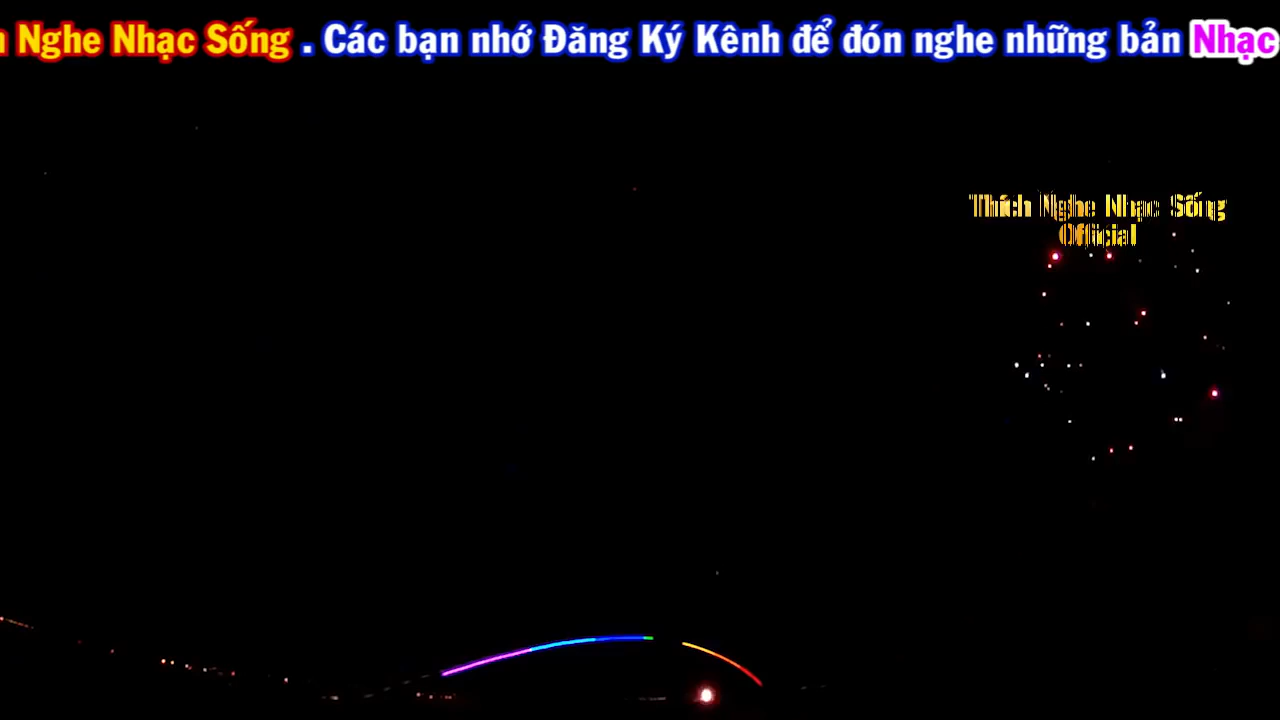 Nghe Nhạc Sống . Các bạn nhớ Đăng Ký Kênh để đón nghe những bản Nhạc
Thích Nghe Nhạc Sống
Official